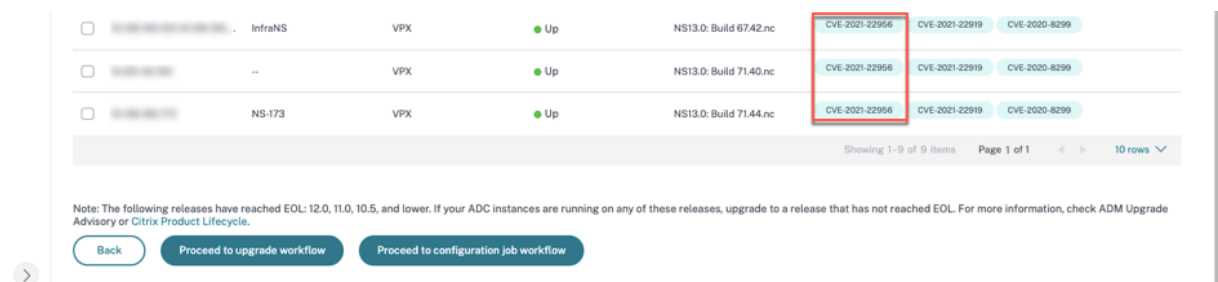 InfraNS VPX Up NS13.0: Build 67.42.nc CVE-2021-22956 CVE-2021-22919 CVE-2020-8299
-- VPX Up NS13.0: Build 71.40.nc CVE-2021-22956 CVE-2021-22919 CVE-2020-8299
NS-173 VPX Up NS13.0: Build 71.44.nc CVE-2021-22956 CVE-2021-22919 CVE-2020-8299
Showing 1-9 of 9 items Page 1 of 1 10 rows
Note: The following releases have reached EOL: 12.0, 11.0, 10.5, and lower. If your ADC instances are running on any of these releases, upgrade to a release that has not reached EOL. For more information, check ADM Upgrade
Advisory or Citrix Product Lifecycle.
Back Proceed to upgrade workflow Proceed to configuration job workflow